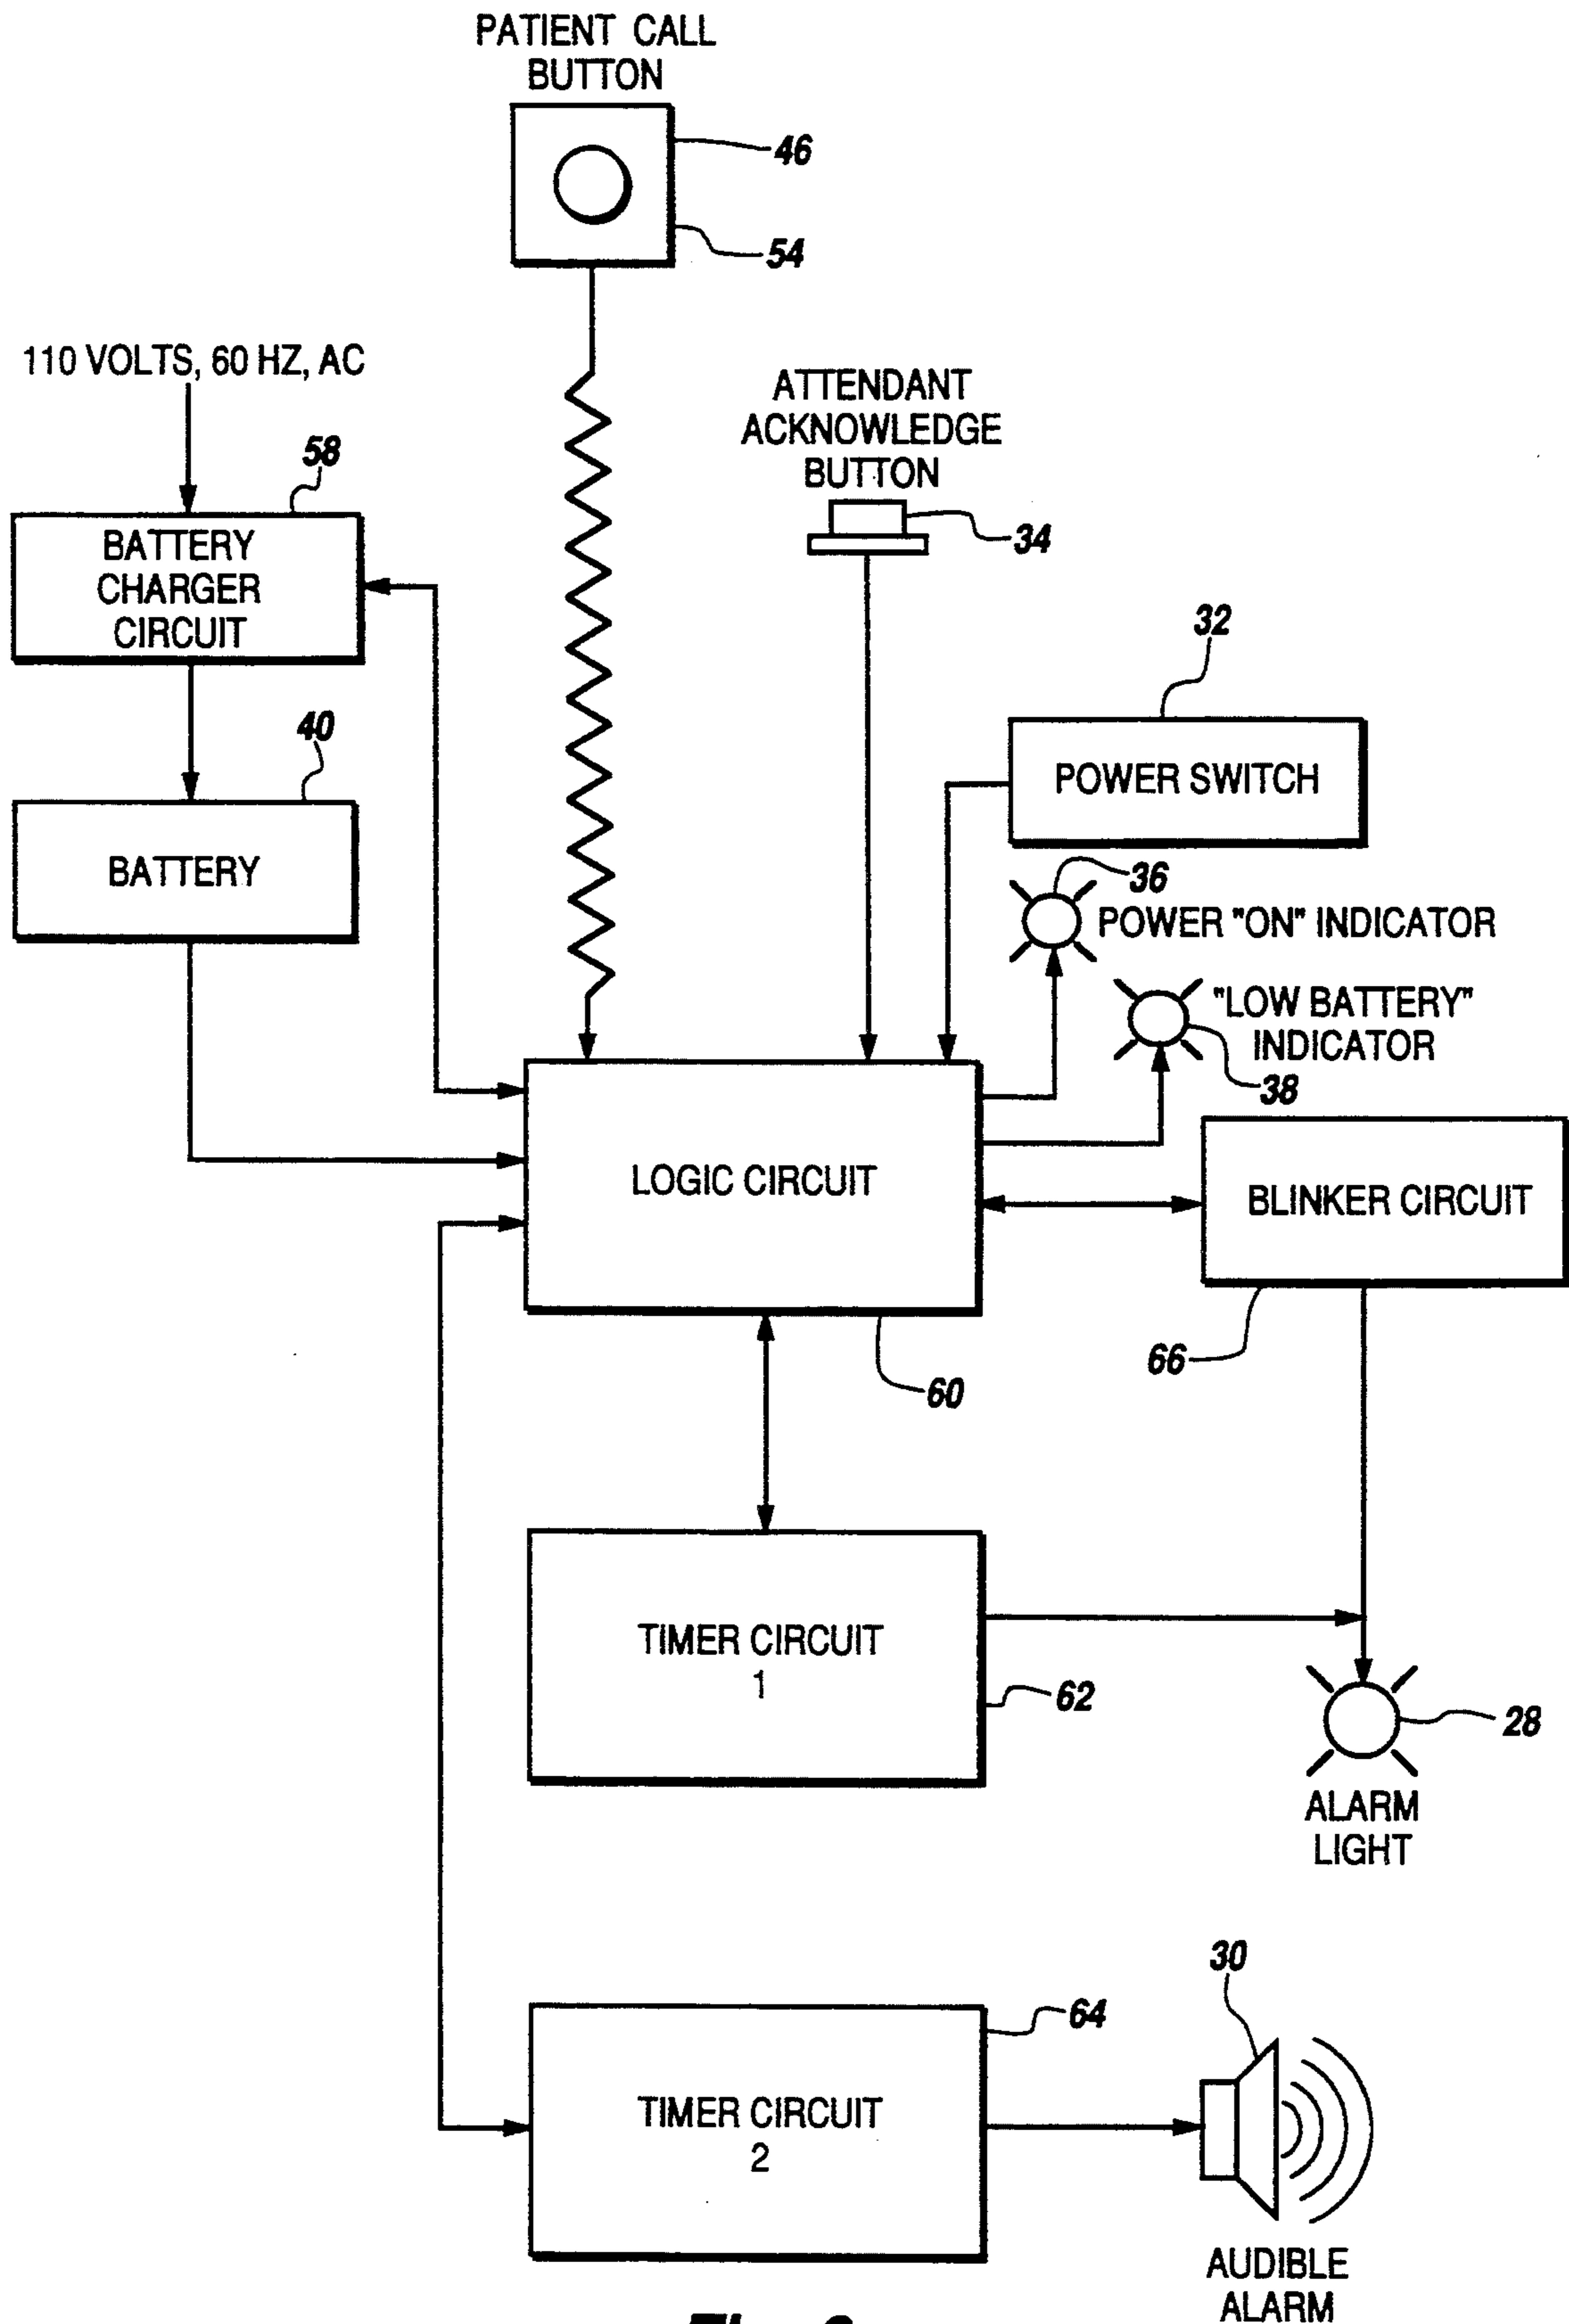 PATIENT CALL
BUTTON
46
54
110 VOLTS, 60 HZ, AC
58
BATTERY
CHARGER
CIRCUIT
ATTENDANT
ACKNOWLEDGE
BUTTON
34
32
POWER SWITCH
40
BATTERY
36
POWER "ON" INDICATOR
"LOW BATTERY"
INDICATOR
38
LOGIC CIRCUIT
60
BLINKER CIRCUIT
66
TIMER CIRCUIT
1
62
28
ALARM
LIGHT
64
TIMER CIRCUIT
2
30
AUDIBLE
ALARM